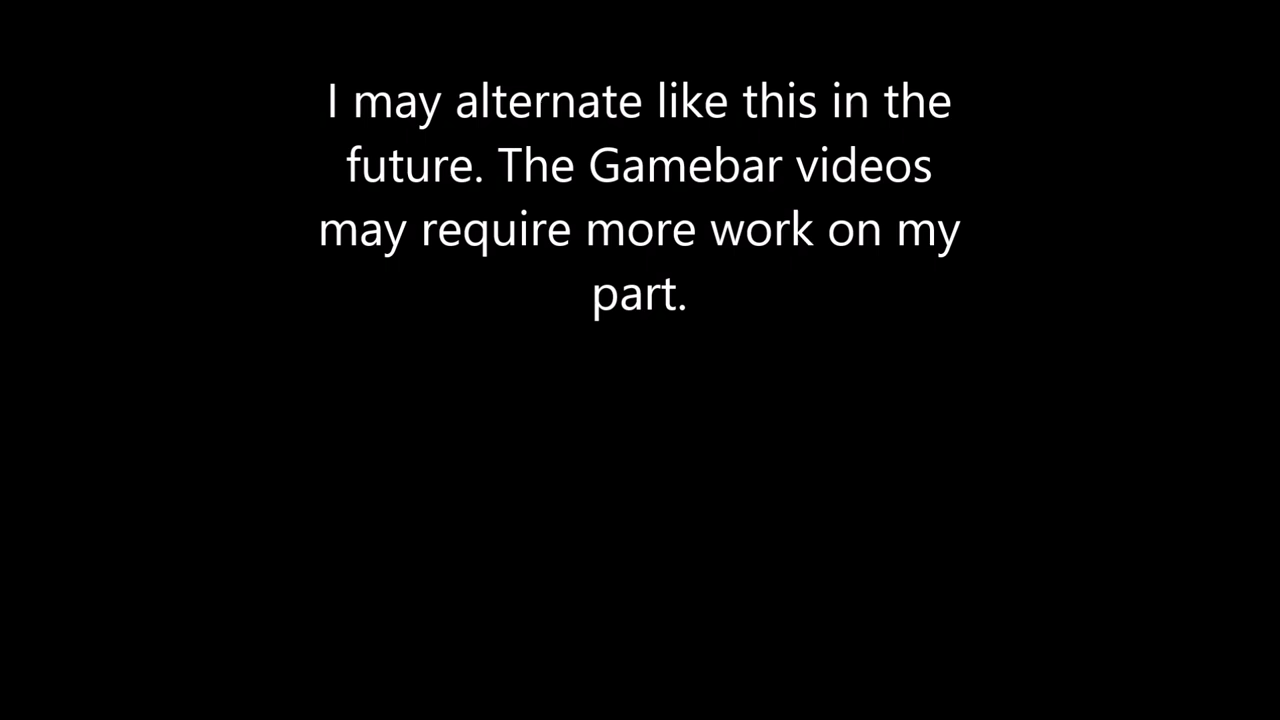 I may alternate like this in the
future. The Gamebar videos
may require more work on my
part.